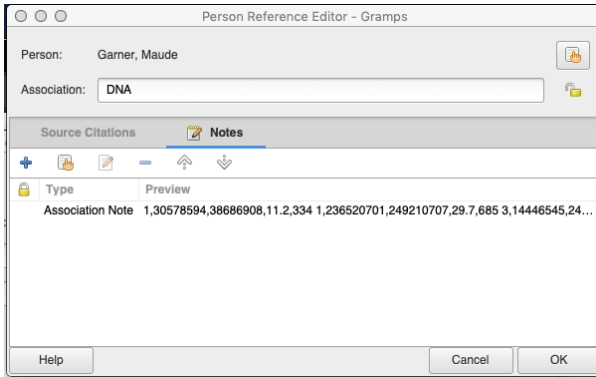 Person Reference Editor - Gramps
Person: Garner, Maude
Association: DNA
Source Citations Notes
Type Preview
Association Note 1,30578594,38686908,11.2,334 1,236520701,249210707,29.7,685 3,14446545,24...
Help Cancel OK